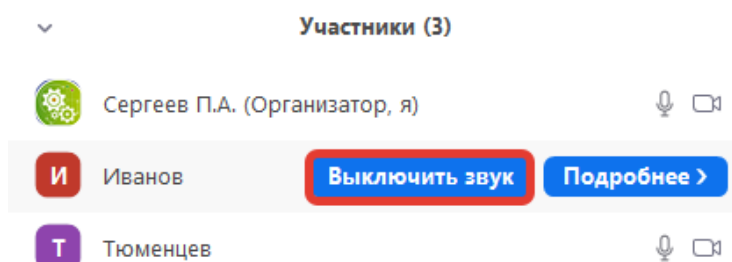 Участники (3)
Сергеев П.А. (Организатор, я)
И Иванов Выключить звук Подробнее >
Т Тюменцев